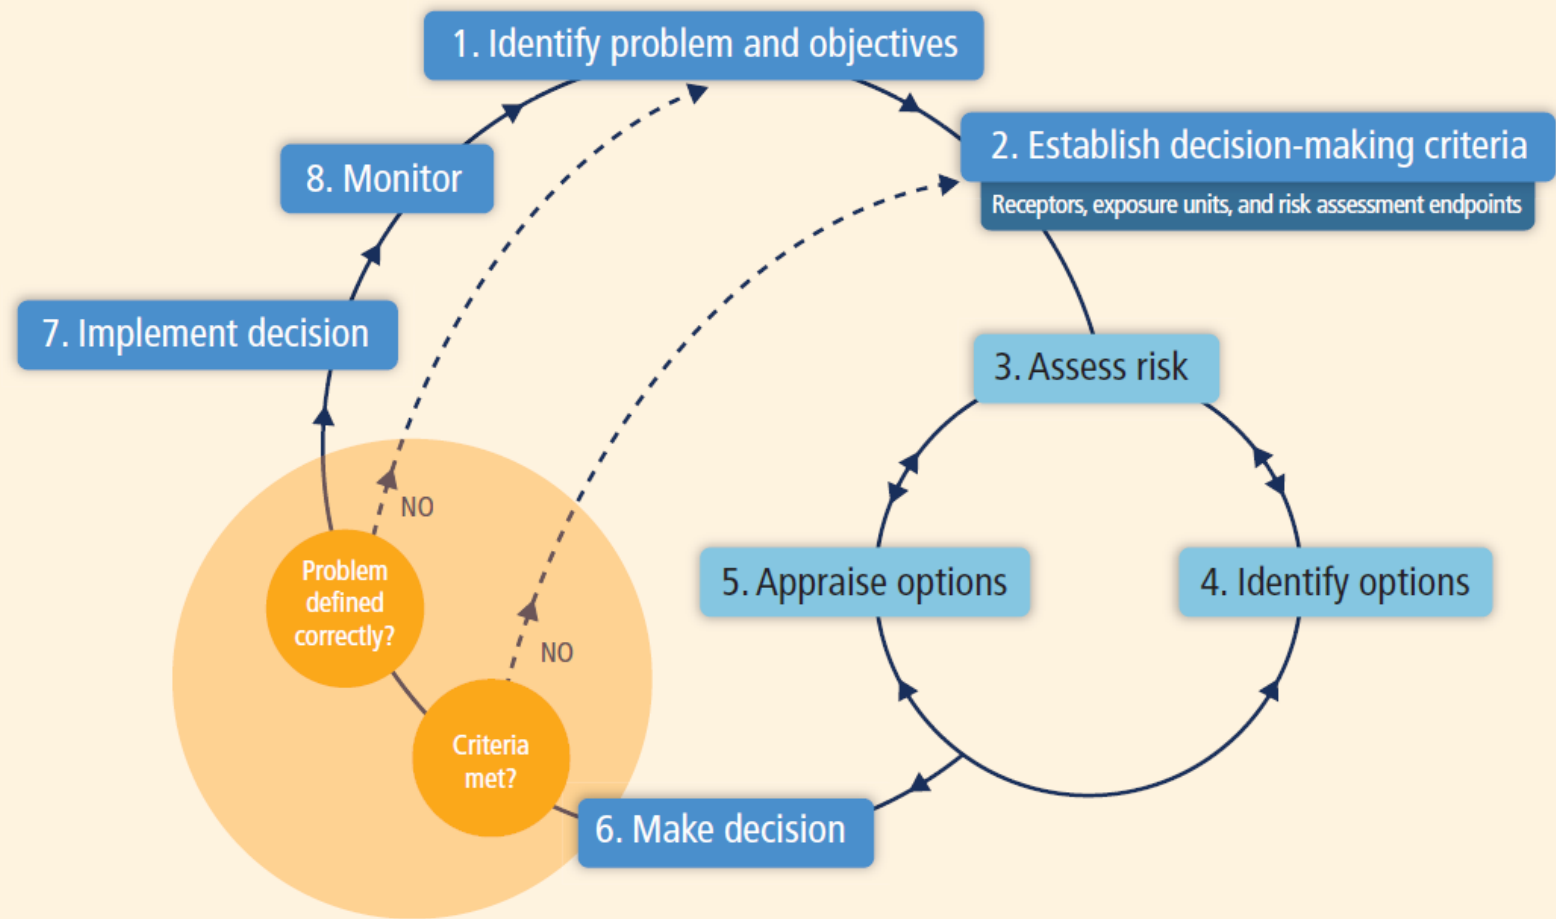 1. Identify problem and objectives
2. Establish decision-making criteria
Receptors, exposure units, and risk assessment endpoints
8. Monitor
7. Implement decision
3. Assess risk
NO
Problem
defined
correctly?
5. Appraise options
4. Identify options
NO
Criteria
met?
6. Make decision